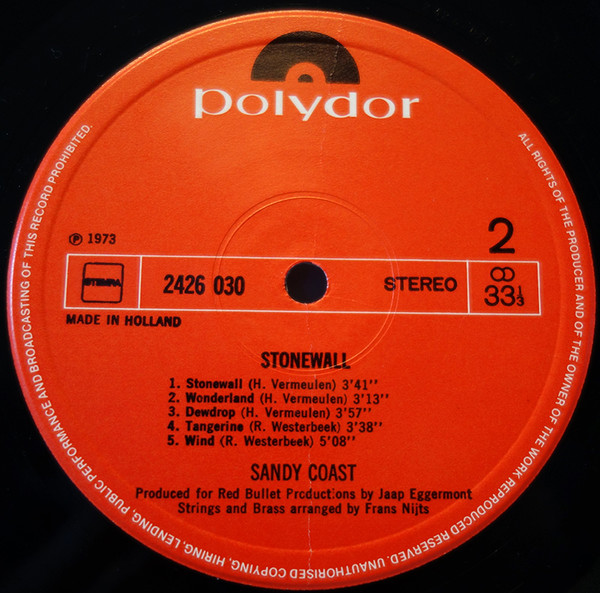 polydor
ALL RIGHTS OF THE PRODUCER AND OF THE OWNER OF THE WORK REPRODUCED RESERVED. UNAUTHORISED COPYING, HIRING, LENDING, PUBLIC PERFORMANCE AND BROADCASTING OF THIS RECORD PROHIBITED.
℗ 1973
2
STEMRA
2426 030
STEREO
33⅓
MADE IN HOLLAND
STONEWALL
1. Stonewall (H. Vermeulen) 3'41''
2. Wonderland (H. Vermeulen) 3'13''
3. Dewdrop (H. Vermeulen) 3'57''
4. Tangerine (R. Westerbeek) 3'38''
5. Wind (R. Westerbeek) 5'08''
SANDY COAST
Produced for Red Bullet Productions by Jaap Eggermont
Strings and Brass arranged by Frans Nijts